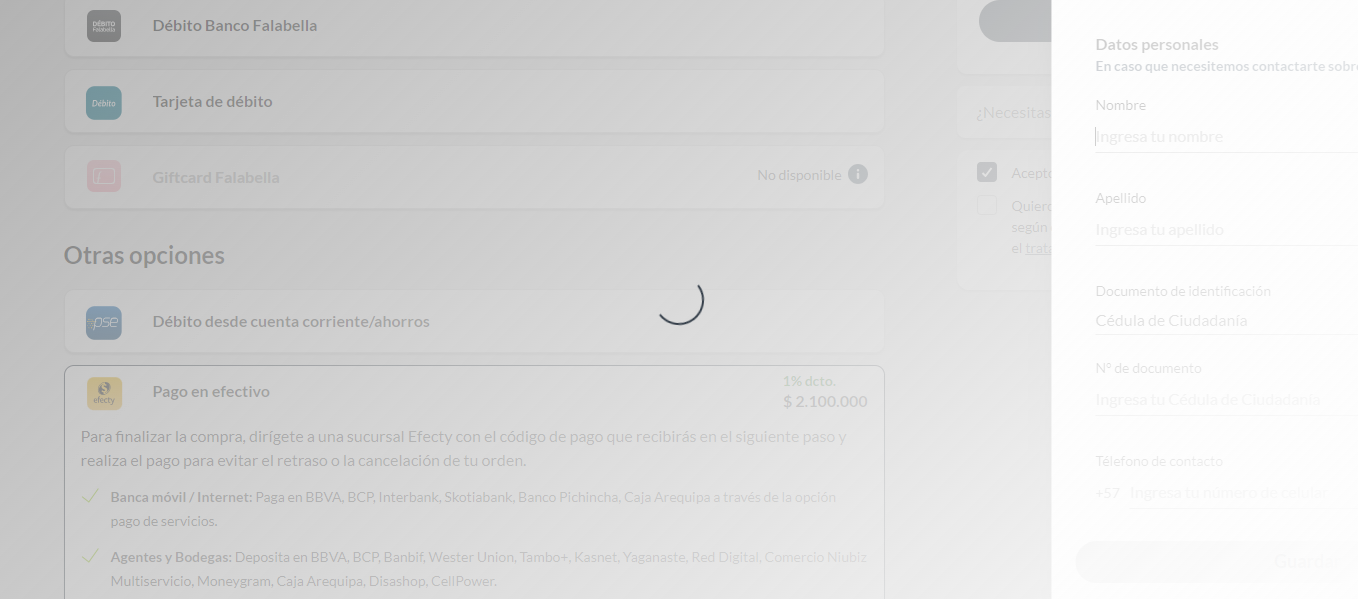 DÉBITO
Falabella
Débito Banco Falabella
Débito
Tarjeta de débito
Giftcard Falabella
No disponible
Otras opciones
pse
Débito desde cuenta corriente/ahorros
efecty
Pago en efectivo
1% dcto.
$ 2.100.000
Para finalizar la compra, dirígete a una sucursal Efecty con el código de pago que recibirás en el siguiente paso y
realiza el pago para evitar el retraso o la cancelación de tu orden.
Banca móvil / Internet: Paga en BBVA, BCP, Interbank, Skotiabank, Banco Pichincha, Caja Arequipa a través de la opción
pago de servicios.
Agentes y Bodegas: Deposita en BBVA, BCP, Banbif, Wester Union, Tambo+, Kasnet, Yaganaste, Red Digital, Comercio Niubiz
Multiservicio, Moneygram, Caja Arequipa, Disashop, CellPower.
¿Necesitas
Acepto
Quiero
según
el trata
Datos personales
En caso que necesitemos contactarte sobre
Nombre
Ingresa tu nombre
Apellido
Ingresa tu apellido
Documento de identificación
Cédula de Ciudadanía
N° de documento
Ingresa tu Cédula de Ciudadanía
Télefono de contacto
+57 Ingresa tu número de celular
Guardar